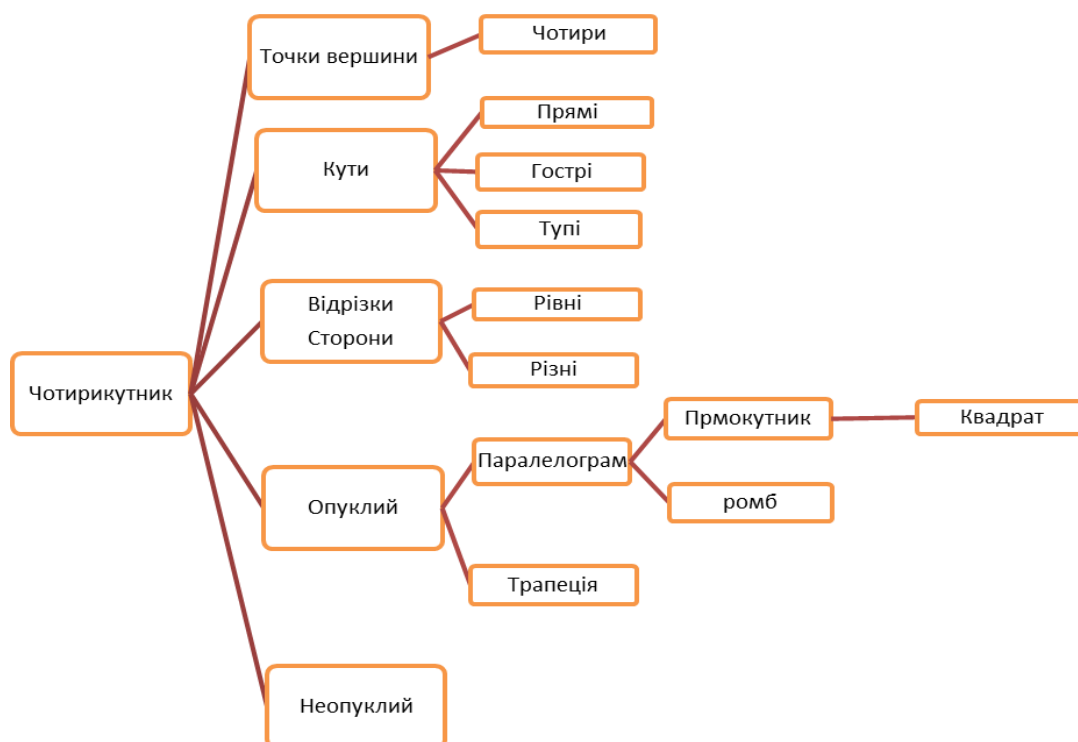 Точки вершини
Чотири
Кути
Прямі
Гострі
Тупі
Відрізки
Сторони
Рівні
Різні
Чотирикутник
Опуклий
Паралелограм
Прмокутник
Квадрат
ромб
Трапеція
Неопуклий